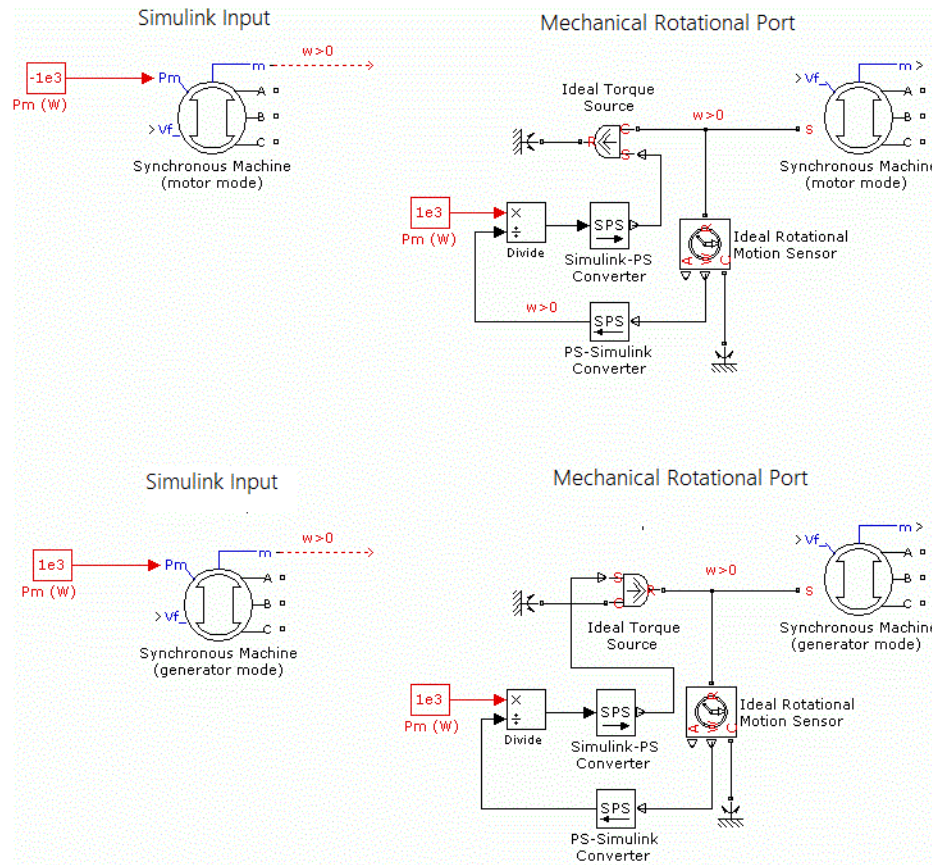 Simulink Input
Mechanical Rotational Port
w>0
m
-1e3
Pm
Pm (W)
A
B
C
>Vf_
Synchronous Machine
(motor mode)
Ideal Torque
Source
R
C
S
w>0
>Vf_
m >
S
A
B
C
Synchronous Machine
(motor mode)
1e3
Pm (W)
×
÷
Divide
SPS
Simulink-PS
Converter
R
A
W
C
Ideal Rotational
Motion Sensor
w>0
SPS
PS-Simulink
Converter
Simulink Input
Mechanical Rotational Port
w>0
m
1e3
Pm
Pm (W)
A
B
C
>Vf_
Synchronous Machine
(generator mode)
S
C
R
Ideal Torque
Source
w>0
>Vf_
m >
S
A
B
C
Synchronous Machine
(generator mode)
1e3
Pm (W)
×
÷
Divide
SPS
Simulink-PS
Converter
R
A
W
C
Ideal Rotational
Motion Sensor
SPS
PS-Simulink
Converter